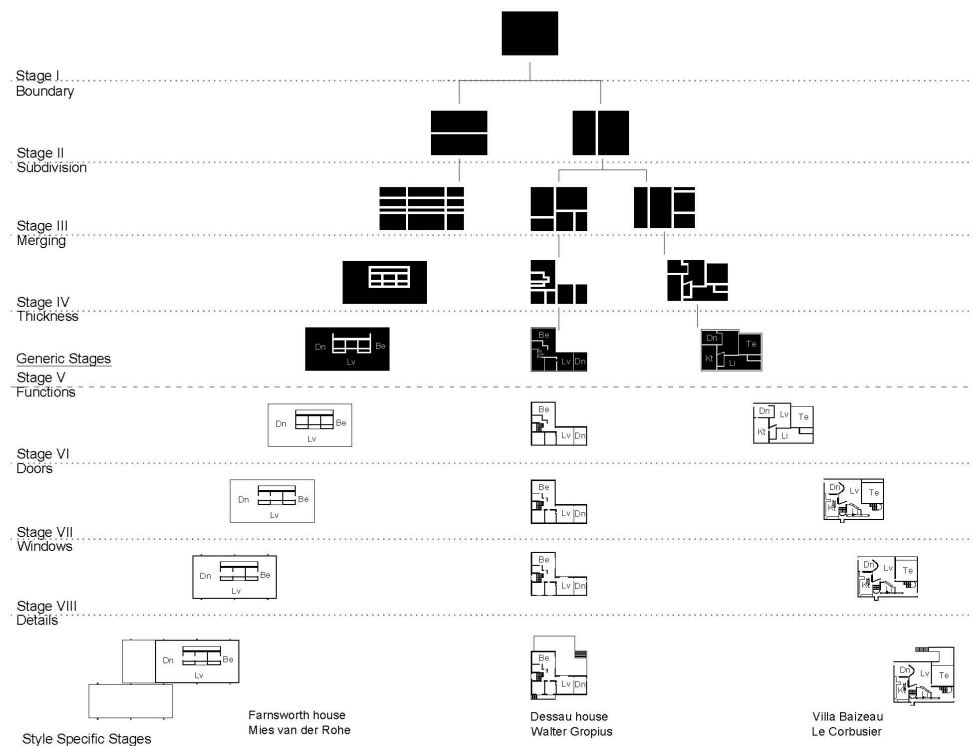 Stage I
Boundary
Stage II
Subdivision
Stage III
Merging
Stage IV
Thickness
Dn Be
Lv
Be
Lv Dn
Dn
Te
Kt
Li
Generic Stages
Stage V
Functions
Dn Be
Lv
Be
Lv Dn
Dn Lv Te
Kt
Li
Stage VI
Doors
Dn Be
Lv
Be
Lv Dn
Dn Lv Te
Kt
Stage VII
Windows
Dn Be
Lv
Be
Lv Dn
Dn Lv Te
Kt
Stage VIII
Details
Dn Be
Lv
Be
Lv Dn
Dn Lv Te
Kt
Farnsworth house
Mies van der Rohe
Dessau house
Walter Gropius
Villa Baizeau
Le Corbusier
Style Specific Stages